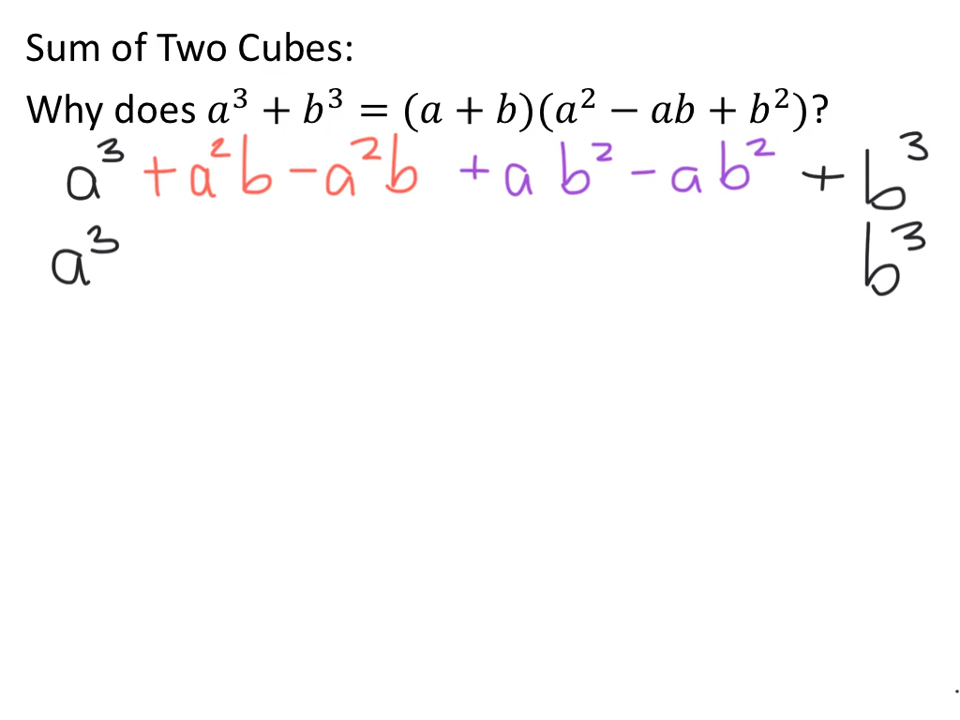 Sum of Two Cubes:
Why does a³ + b³ = (a + b)(a² − ab + b²)?
a³ + a²b − a²b + ab² − ab² + b³
a³ b³